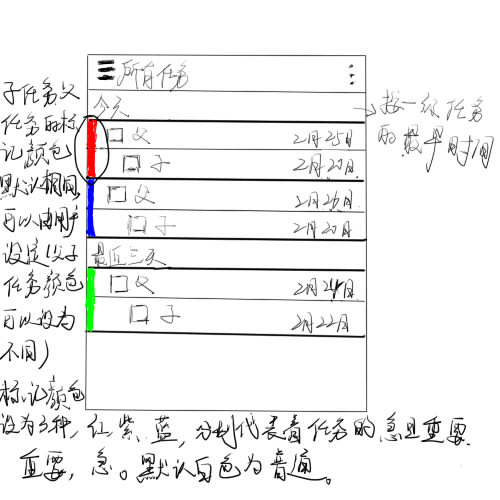 所有任务
今天
父 2月25日
子 2月20日
父 2月26日
子 2月20日
最近三天
父 2月24日
子 2月22日
按一级任务
的最早时间
子任务父
任务的标
记颜色
默认相同
可以由用户
设定父子
任务颜色
可以设为
不同)
标记颜色
设为三种,红紫蓝,分别代表着任务的急且重要
重要,急。默认白色为普通。